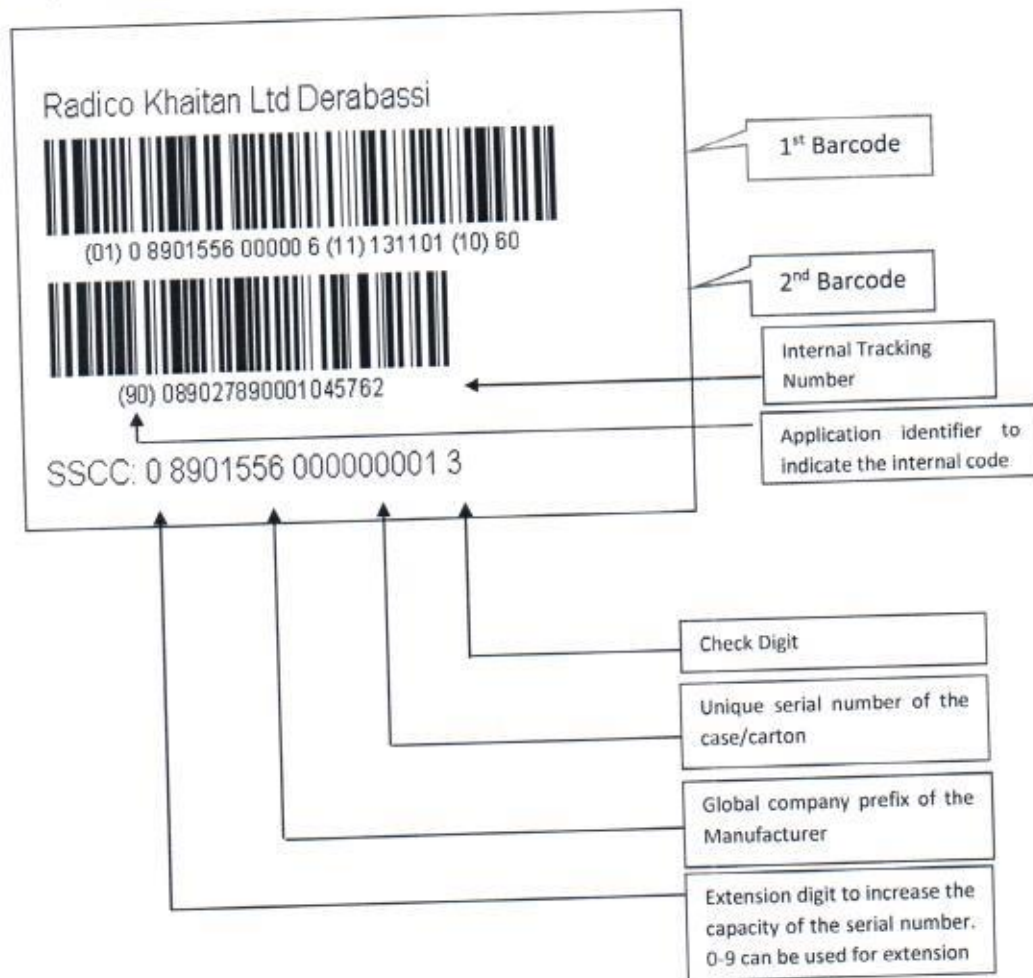 Radico Khaitan Ltd Derabassi
(01) 0 8901556 00000 6 (11) 131101 (10) 60
(90) 089027890001045762
SSCC: 0 8901556 000000001 3
1st Barcode
2nd Barcode
Internal Tracking
Number
Application identifier to
indicate the internal code
Check Digit
Unique serial number of the
case/carton
Global company prefix of the
Manufacturer
Extension digit to increase the
capacity of the serial number.
0-9 can be used for extension